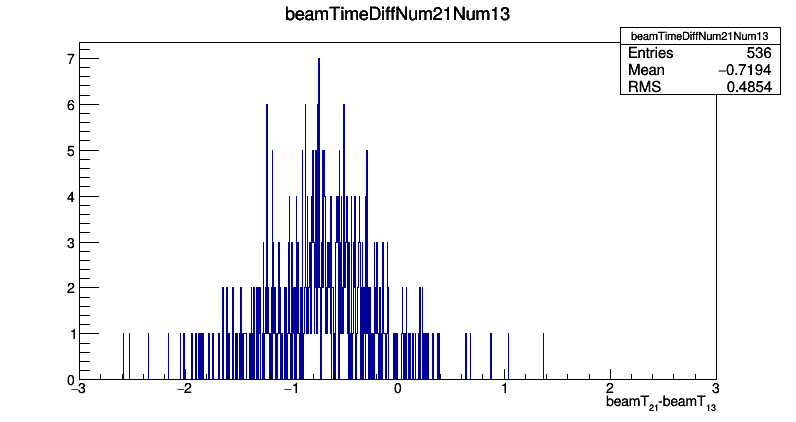 beamTimeDiffNum21Num13
beamTimeDiffNum21Num13
Entries 536
Mean −0.7194
RMS 0.4854
7
6
5
4
3
2
1
0
−3 −2 −1 0 1 2 3
beamT21-beamT13